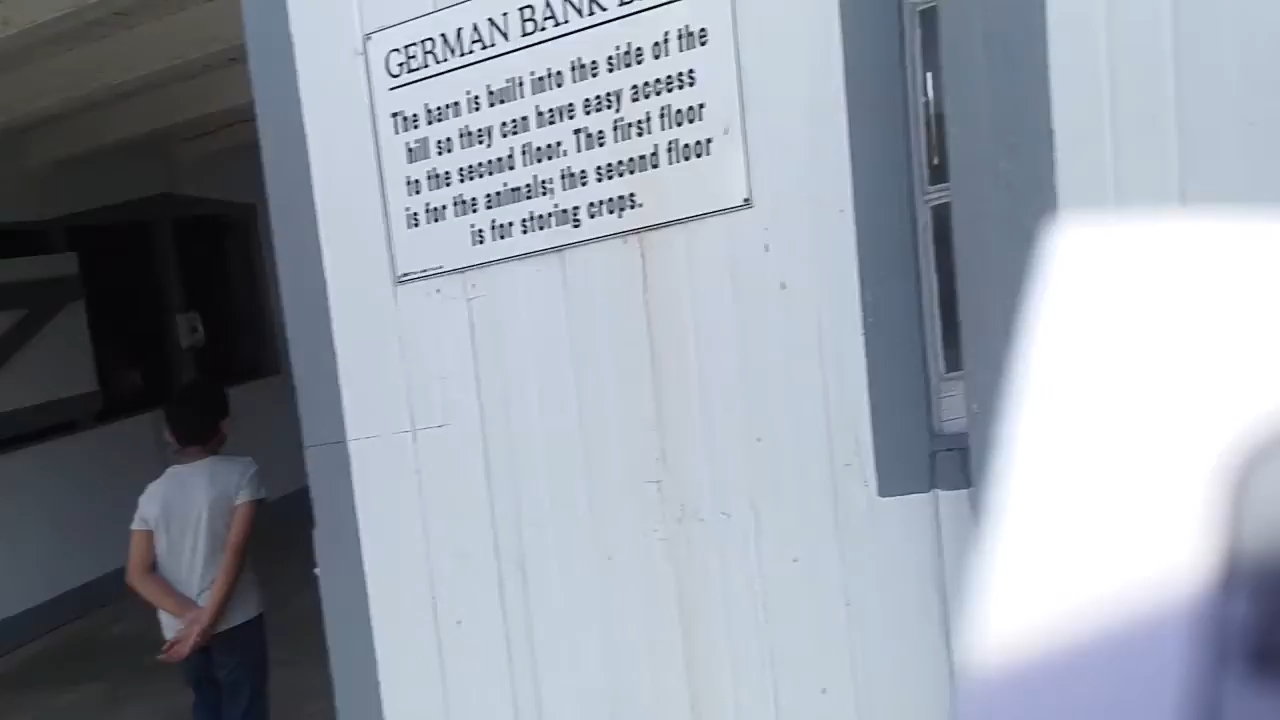 GERMAN BANK
The barn is built into the side of the
hill so they can have easy access
to the second floor. The first floor
is for the animals; the second floor
is for storing crops.